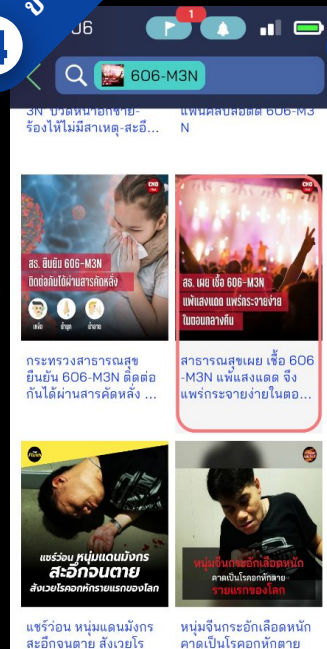 4
:06
1
606-M3N
3N ปวดหน้าอกซ้าย-
ร้องไห้ไม่มีสาเหตุ-สะอึ...
แฟนคลับสอดติด 606-M3
N
CNO
สธ. ยืนยัน 606-M3N
ติดต่อกันได้ผ่านสารคัดหลั่ง
เหงื่อ น้ำมูก น้ำลาย
CNO
สธ. เผย เชื้อ 606-M3N
แพ้แสงแดด แพร่กระจายง่าย
ในตอนกลางคืน
กระทรวงสาธารณสุข
ยืนยัน 606-M3N ติดต่อ
กันได้ผ่านสารคัดหลั่ง ...
สาธารณสุขเผย เชื้อ 606
-M3N แพ้แสงแดด จึง
แพร่กระจายง่ายในตอ...
แชร์ว่อน หนุ่มแดนมังกร
สะอึกจนตาย
สังเวยโรคอกหักรายแรกของโลก
หนุ่มจีนกระอักเลือดหนัก
คาดเป็นโรคอกหักตาย
รายแรกของโลก
แชร์ว่อน หนุ่มแดนมังกร
สะอึกจนตาย สังเวยโร
หนุ่มจีนกระอักเลือดหนัก
คาดเป็นโรคอกหักตาย